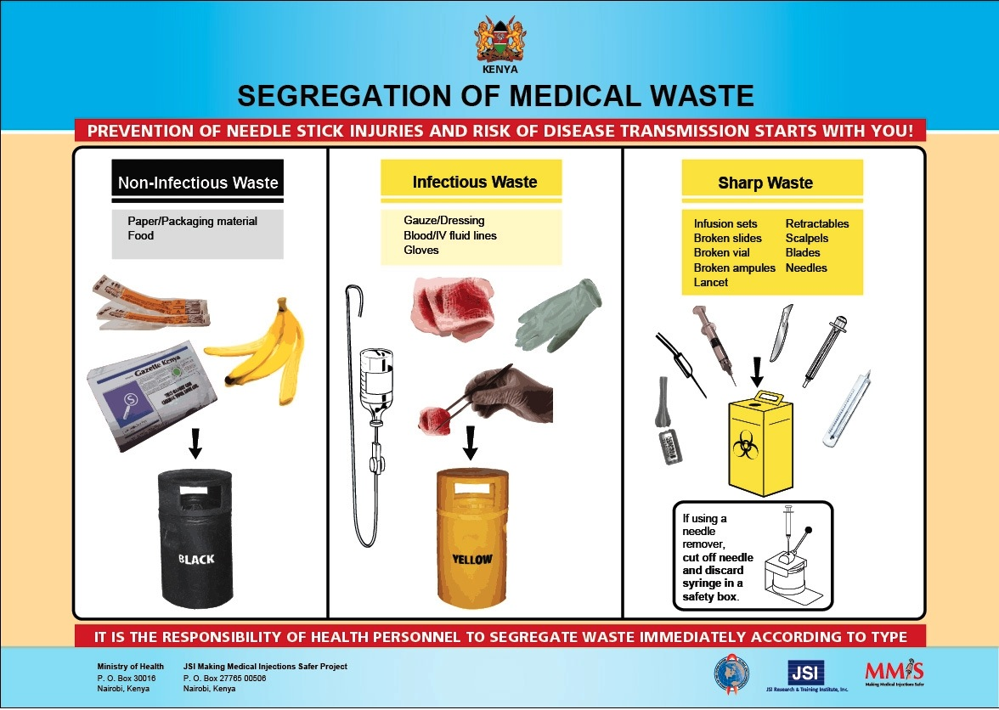 KENYA
SEGREGATION OF MEDICAL WASTE
PREVENTION OF NEEDLE STICK INJURIES AND RISK OF DISEASE TRANSMISSION STARTS WITH YOU!
Non-Infectious Waste
Paper/Packaging material
Food
Gazette Kenya
BLACK
Infectious Waste
Gauze/Dressing
Blood/IV fluid lines
Gloves
YELLOW
Sharp Waste
Infusion sets
Broken slides
Broken vial
Broken ampules
Lancet
Retractables
Scalpels
Blades
Needles
If using a
needle
remover,
cut off needle
and discard
syringe in a
safety box.
IT IS THE RESPONSIBILITY OF HEALTH PERSONNEL TO SEGREGATE WASTE IMMEDIATELY ACCORDING TO TYPE
Ministry of Health
P. O. Box 30016
Nairobi, Kenya
JSI Making Medical Injections Safer Project
P. O. Box 27765 00506
Nairobi, Kenya
JSI
JSI Research & Training Institute, Inc.
MMIS
Making Medical Injections Safer